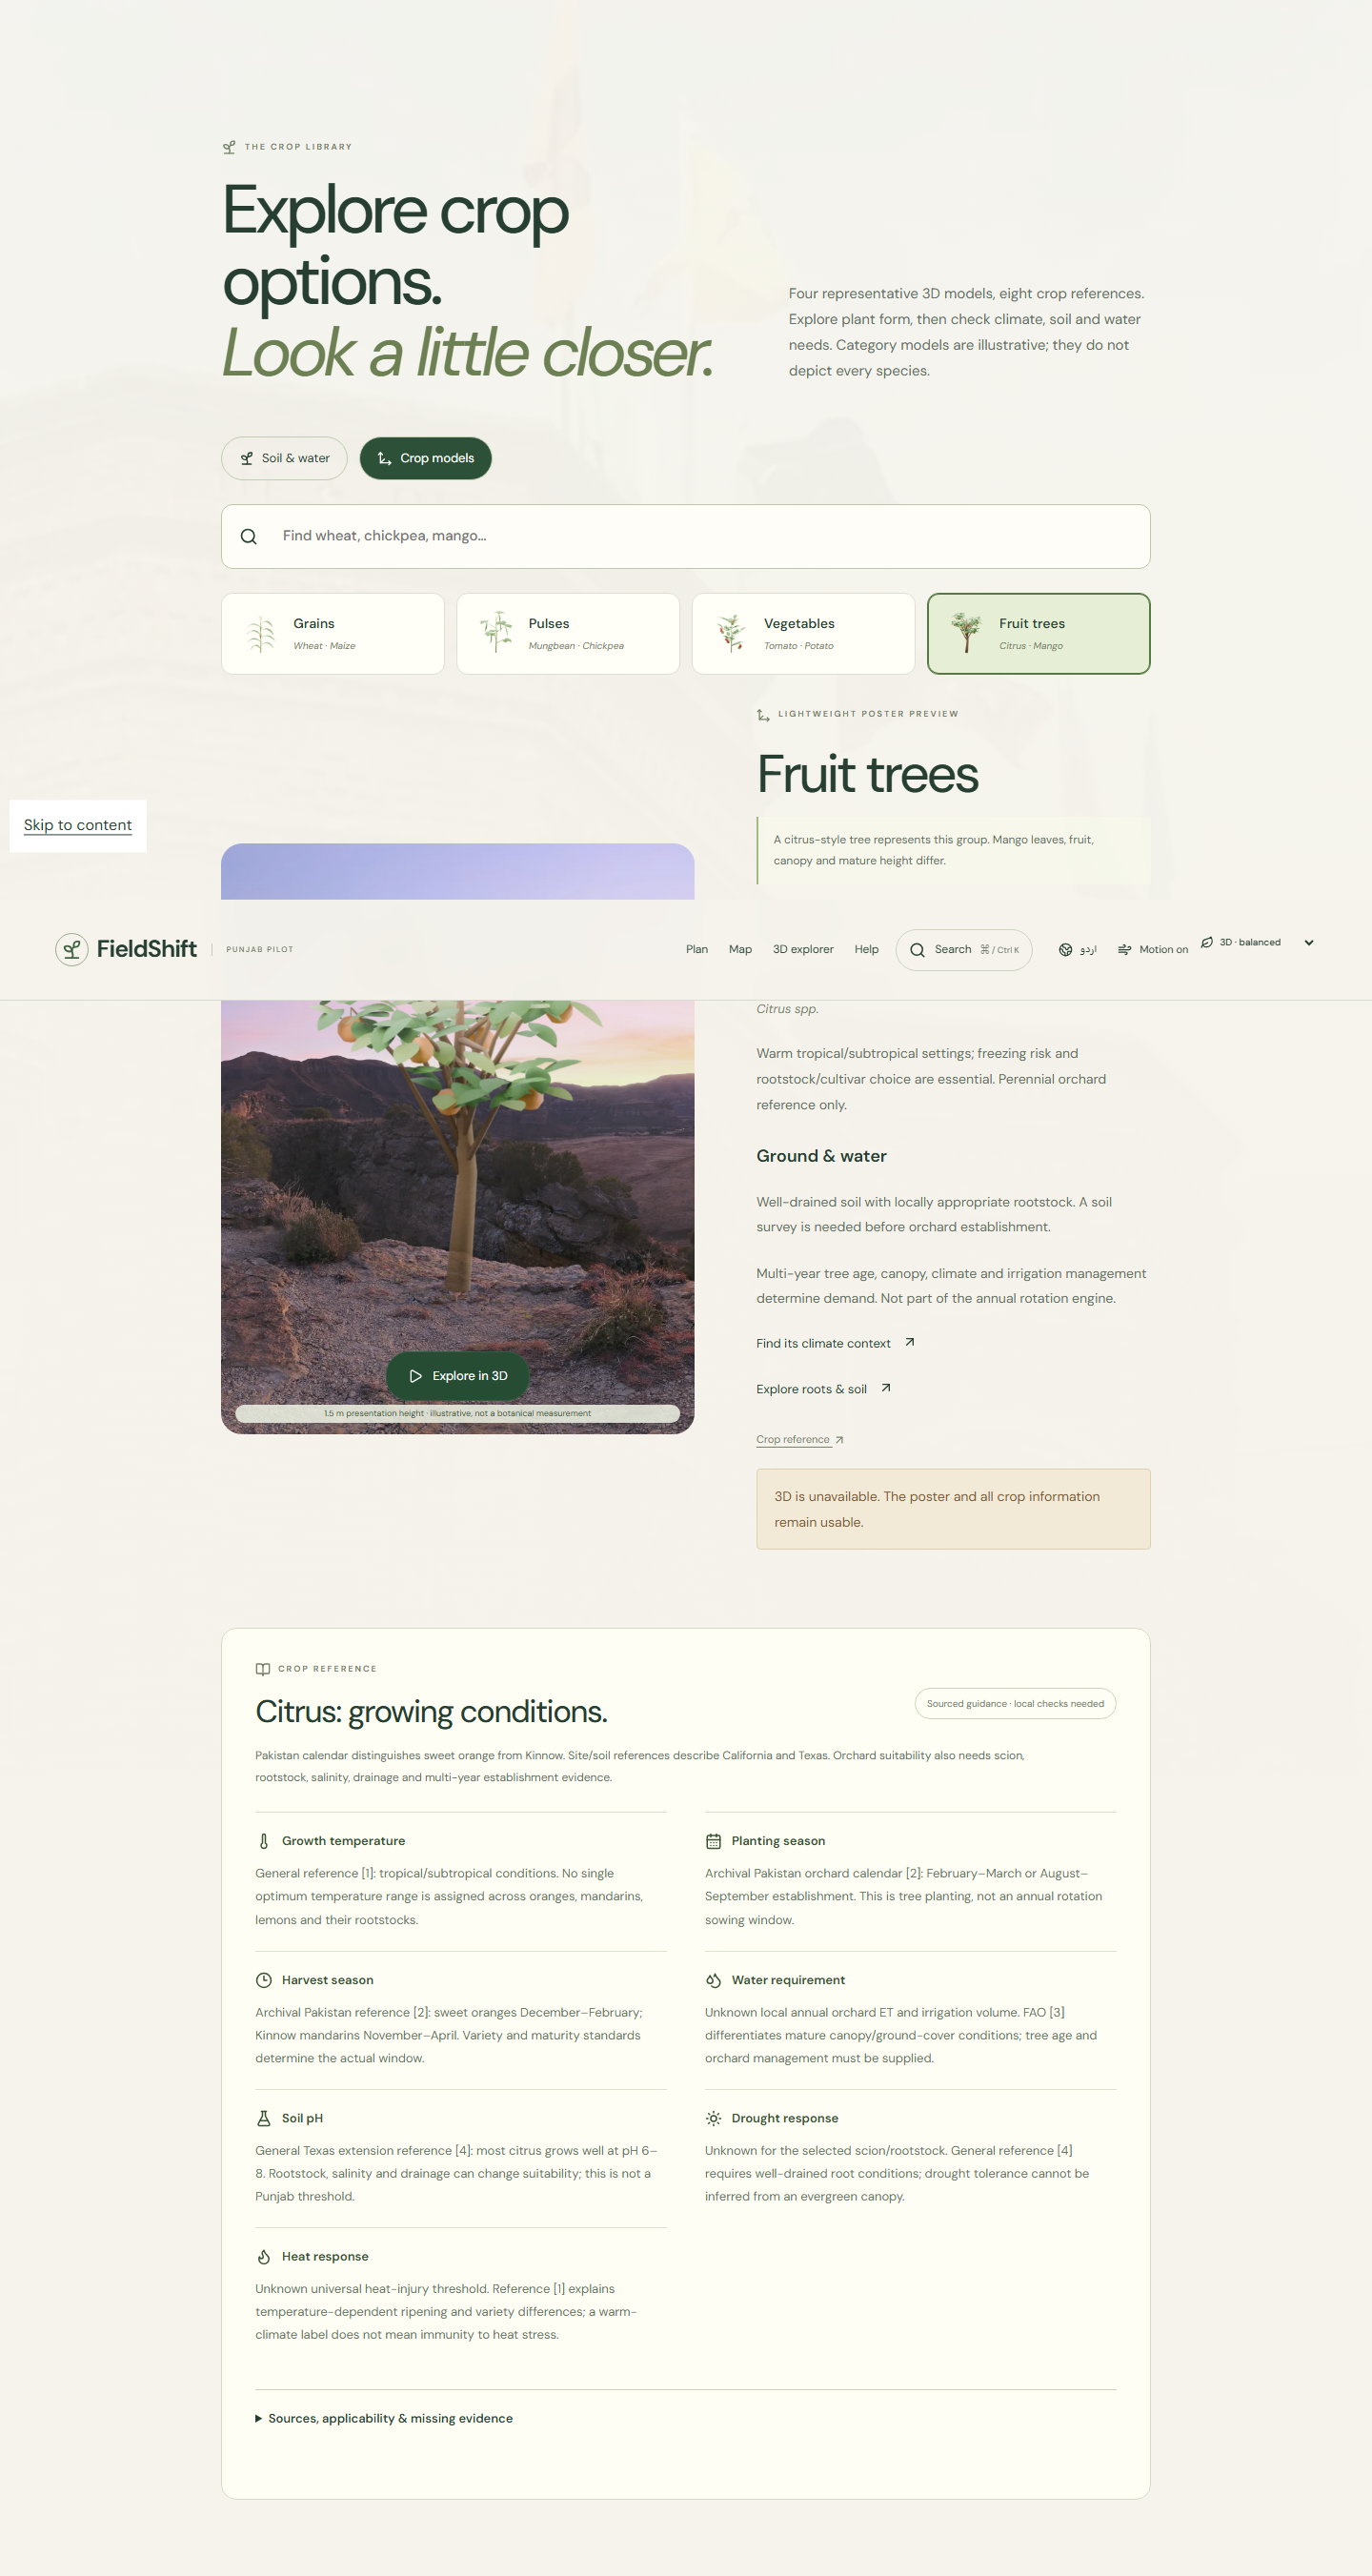 THE CROP LIBRARY
Explore crop
options.
Look a little closer.
Four representative 3D models, eight crop references.
Explore plant form, then check climate, soil and water
needs. Category models are illustrative; they do not
depict every species.
Soil & water
Crop models
Find wheat, chickpea, mango...
Grains
Wheat · Maize
Pulses
Mungbean · Chickpea
Vegetables
Tomato · Potato
Fruit trees
Citrus · Mango
LIGHTWEIGHT POSTER PREVIEW
Fruit trees
Skip to content
A citrus-style tree represents this group. Mango leaves, fruit,
canopy and mature height differ.
FieldShift
PUNJAB PILOT
Plan
Map
3D explorer
Help
Search
⌘ / Ctrl K
اردو
Motion on
3D · balanced
Citrus spp.
Warm tropical/subtropical settings; freezing risk and
rootstock/cultivar choice are essential. Perennial orchard
reference only.
Ground & water
Well-drained soil with locally appropriate rootstock. A soil
survey is needed before orchard establishment.
Multi-year tree age, canopy, climate and irrigation management
determine demand. Not part of the annual rotation engine.
Find its climate context
Explore roots & soil
Crop reference
Explore in 3D
1.5 m presentation height · illustrative, not a botanical measurement
3D is unavailable. The poster and all crop information
remain usable.
CROP REFERENCE
Citrus: growing conditions.
Sourced guidance · local checks needed
Pakistan calendar distinguishes sweet orange from Kinnow. Site/soil references describe California and Texas. Orchard suitability also needs scion,
rootstock, salinity, drainage and multi-year establishment evidence.
Growth temperature
General reference [1]: tropical/subtropical conditions. No single
optimum temperature range is assigned across oranges, mandarins,
lemons and their rootstocks.
Planting season
Archival Pakistan orchard calendar [2]: February–March or August–
September establishment. This is tree planting, not an annual rotation
sowing window.
Harvest season
Archival Pakistan reference [2]: sweet oranges December–February;
Kinnow mandarins November–April. Variety and maturity standards
determine the actual window.
Water requirement
Unknown local annual orchard ET and irrigation volume. FAO [3]
differentiates mature canopy/ground-cover conditions; tree age and
orchard management must be supplied.
Soil pH
General Texas extension reference [4]: most citrus grows well at pH 6–
8. Rootstock, salinity and drainage can change suitability; this is not a
Punjab threshold.
Drought response
Unknown for the selected scion/rootstock. General reference [4]
requires well-drained root conditions; drought tolerance cannot be
inferred from an evergreen canopy.
Heat response
Unknown universal heat-injury threshold. Reference [1] explains
temperature-dependent ripening and variety differences; a warm-
climate label does not mean immunity to heat stress.
Sources, applicability & missing evidence